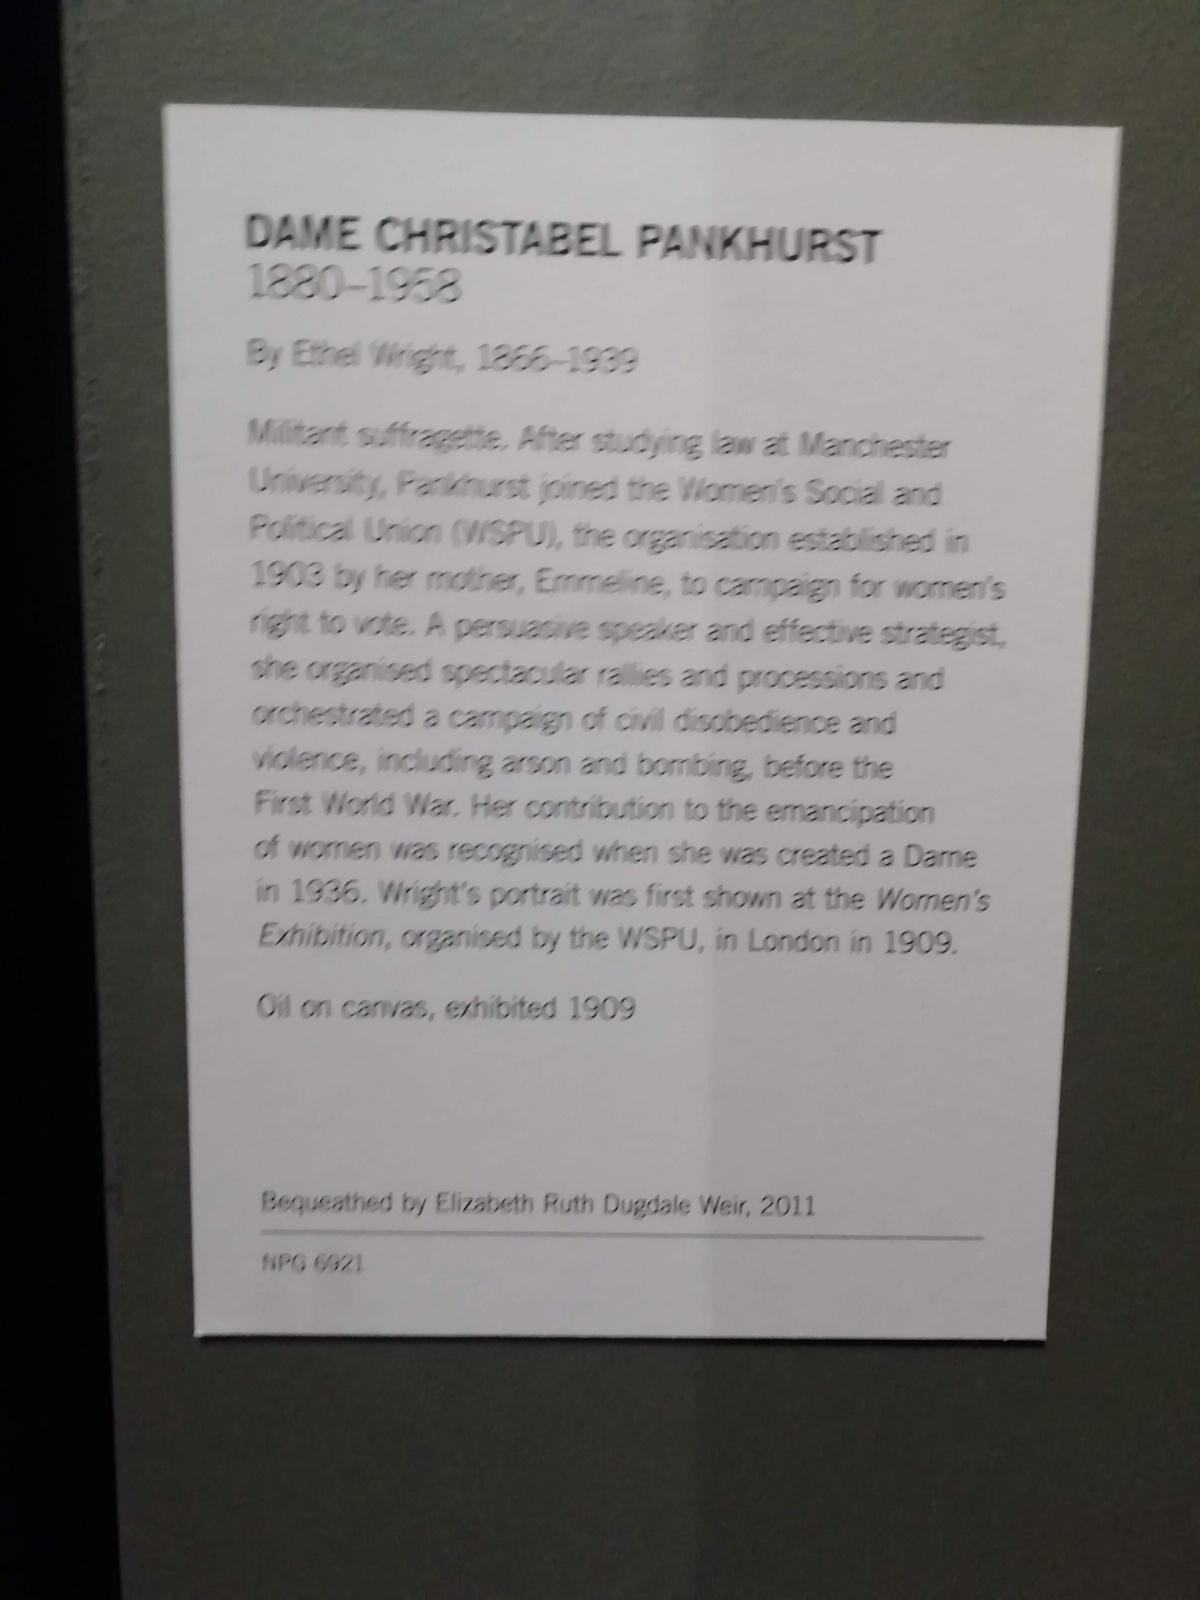 DAME CHRISTABEL PANKHURST
1880–1958
By Ethel Wright, 1866–1939
Militant suffragette. After studying law at Manchester
University, Pankhurst joined the Women's Social and
Political Union (WSPU), the organisation established in
1903 by her mother, Emmeline, to campaign for women's
right to vote. A persuasive speaker and effective strategist,
she organised spectacular rallies and processions and
orchestrated a campaign of civil disobedience and
violence, including arson and bombing, before the
First World War. Her contribution to the emancipation
of women was recognised when she was created a Dame
in 1936. Wright's portrait was first shown at the Women's
Exhibition, organised by the WSPU, in London in 1909.
Oil on canvas, exhibited 1909
Bequeathed by Elizabeth Ruth Dugdale Weir, 2011
NPG 6921